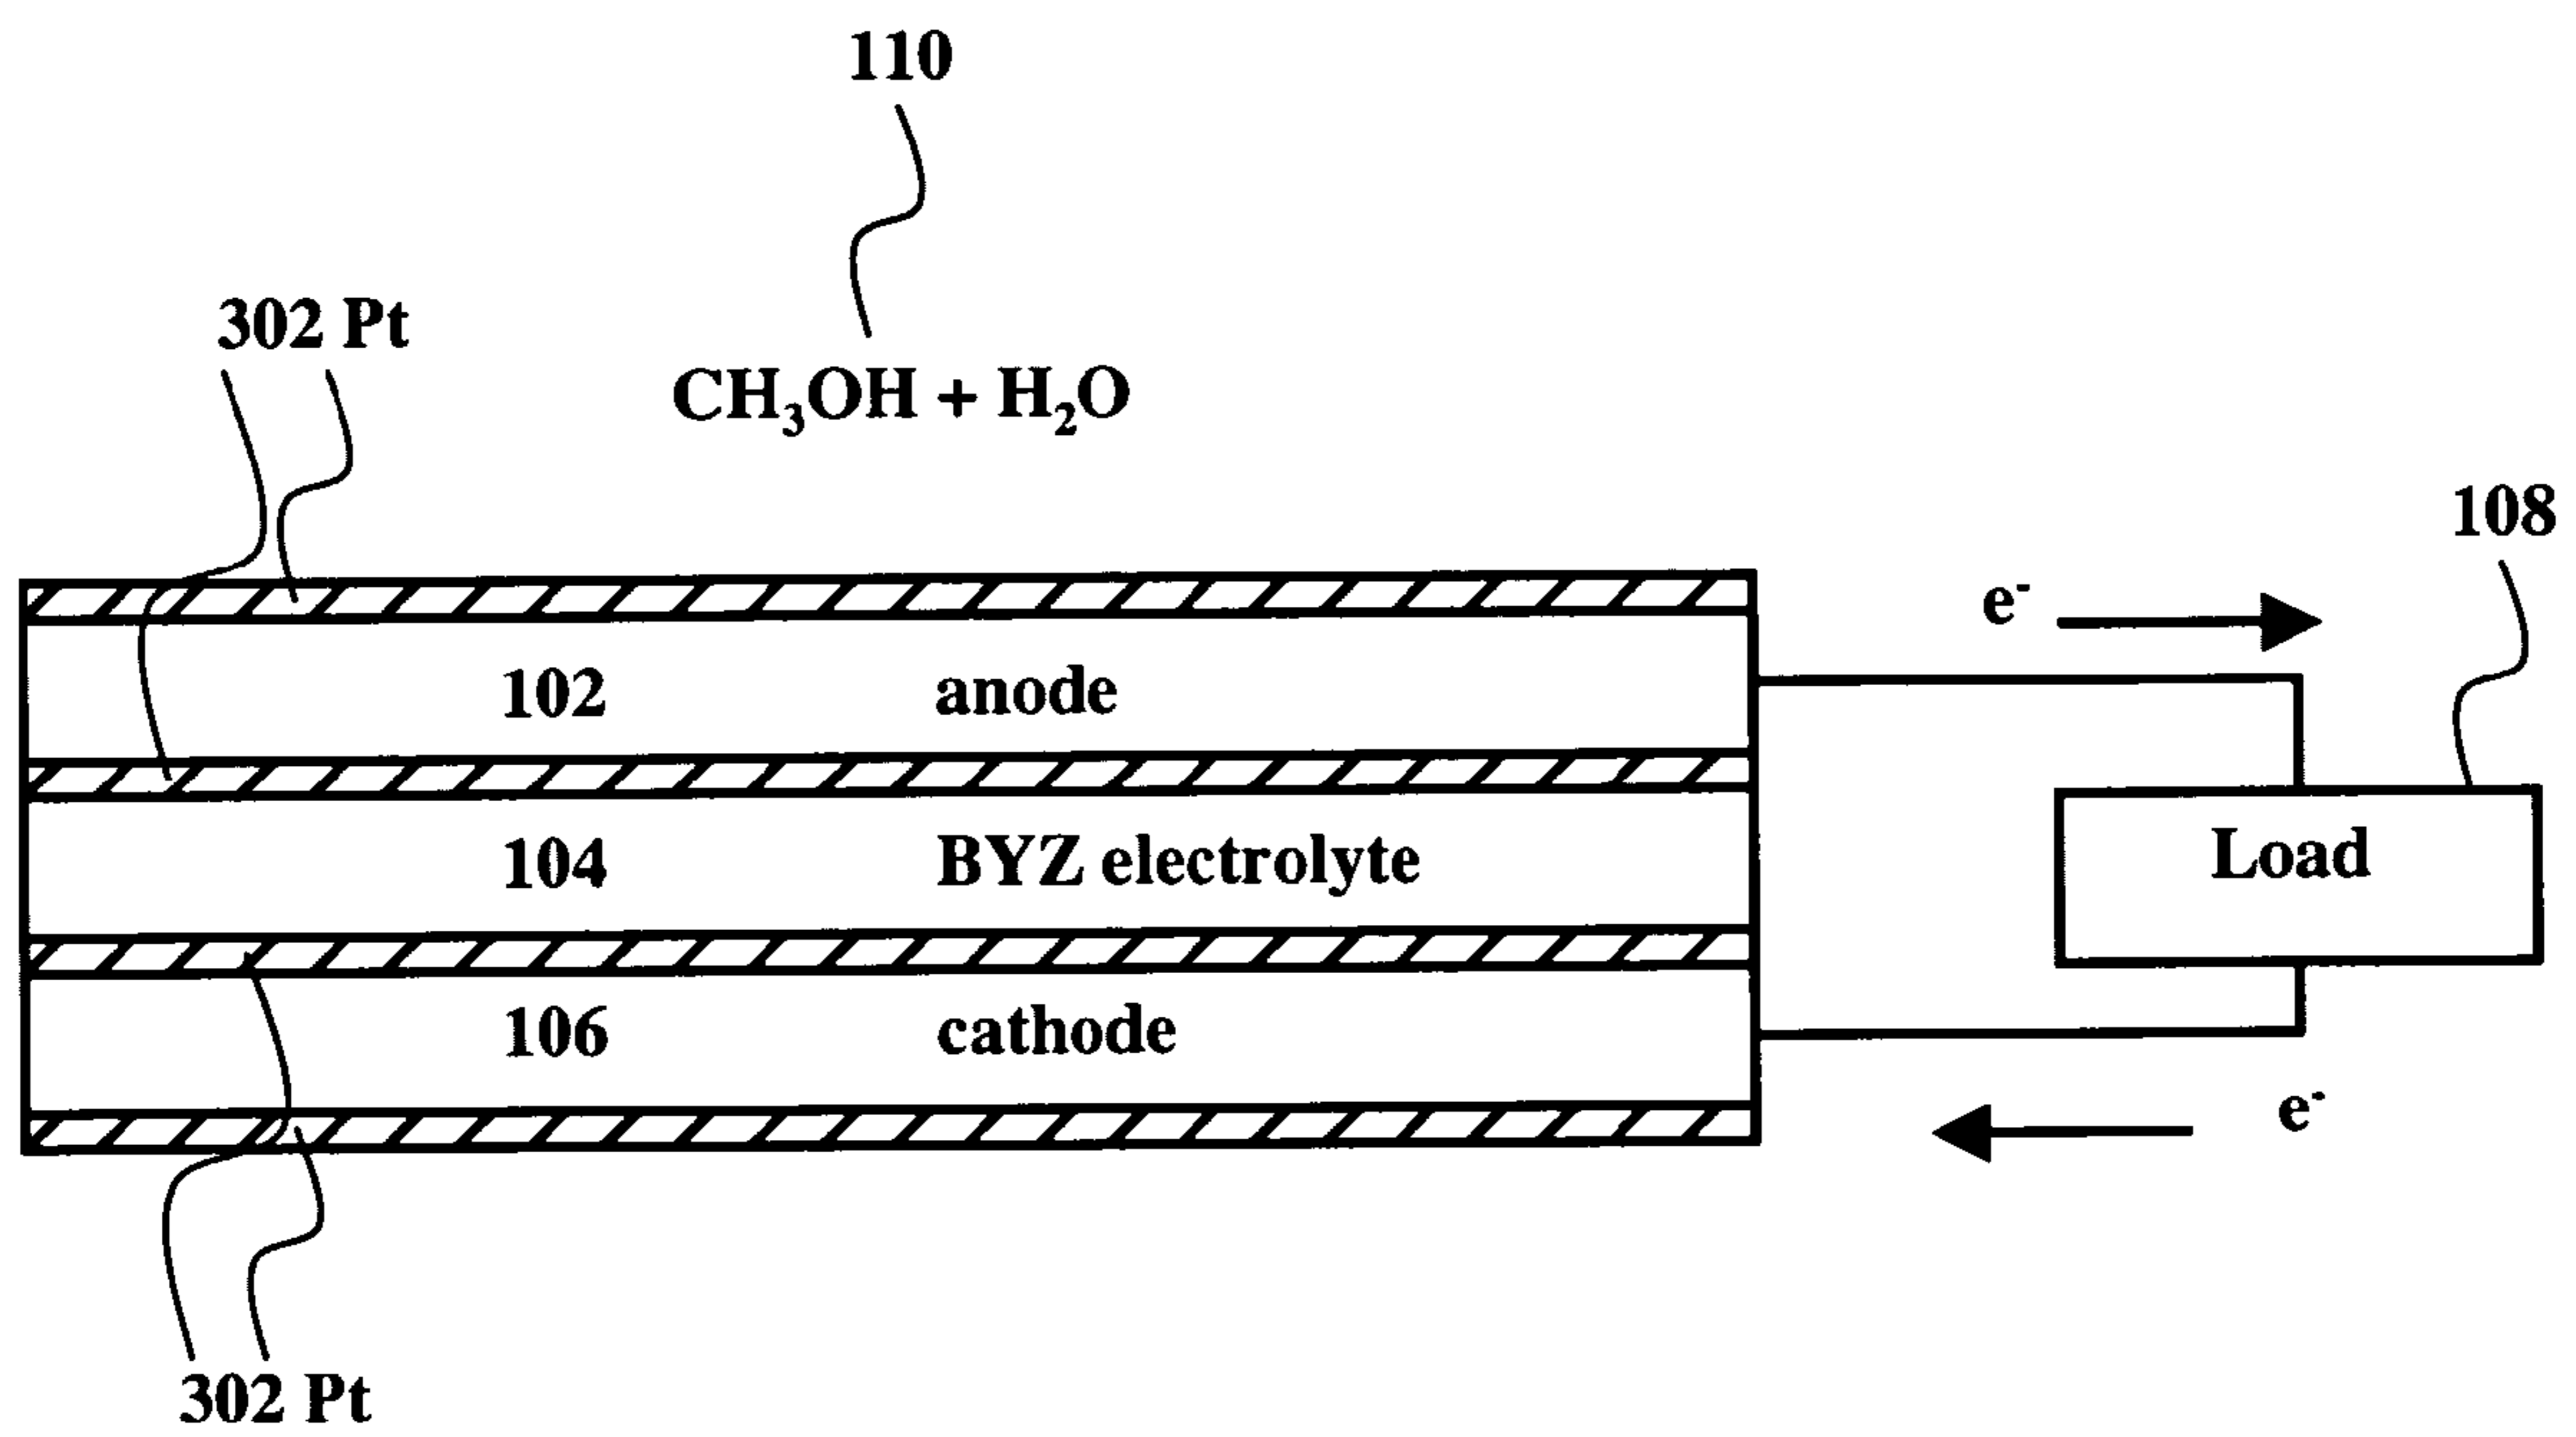 110
302 Pt
CH₃OH + H₂O
108
e⁻
102 anode
104 BYZ electrolyte
Load
106 cathode
e⁻
302 Pt